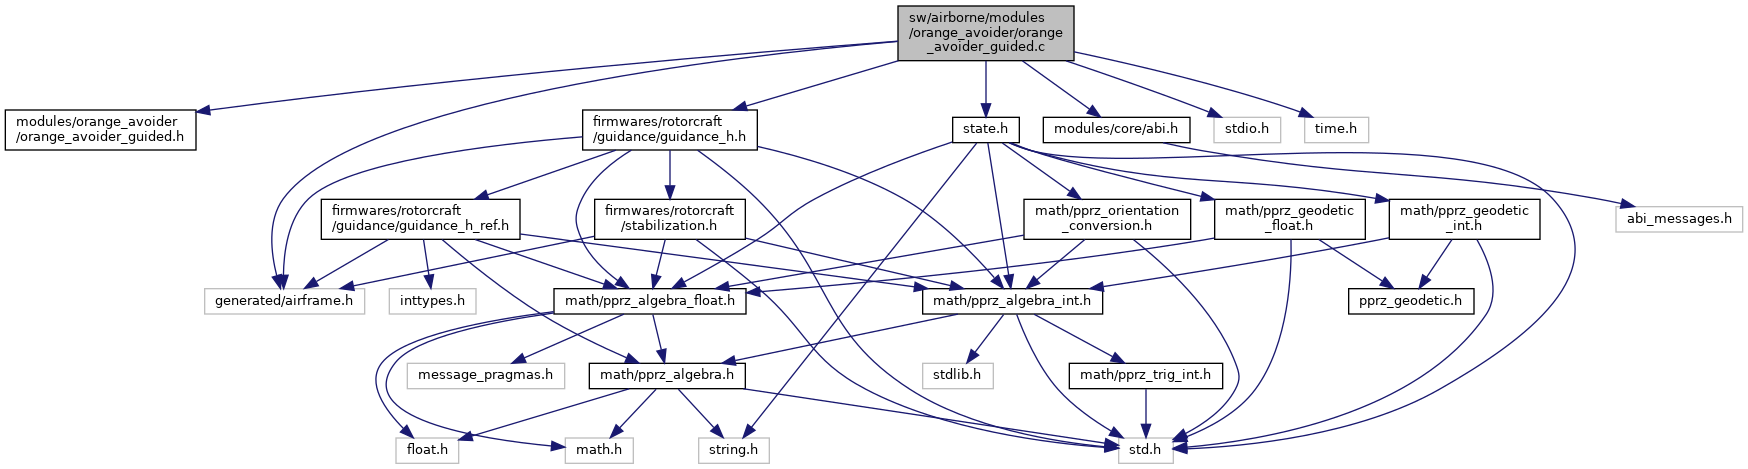 sw/airborne/modules
/orange_avoider/orange
_avoider_guided.c
modules/orange_avoider
/orange_avoider_guided.h
firmwares/rotorcraft
/guidance/guidance_h.h
state.h
modules/core/abi.h
stdio.h
time.h
firmwares/rotorcraft
/guidance/guidance_h_ref.h
firmwares/rotorcraft
/stabilization.h
math/pprz_orientation
_conversion.h
math/pprz_geodetic
_float.h
math/pprz_geodetic
_int.h
abi_messages.h
generated/airframe.h
inttypes.h
math/pprz_algebra_float.h
math/pprz_algebra_int.h
pprz_geodetic.h
message_pragmas.h
math/pprz_algebra.h
stdlib.h
math/pprz_trig_int.h
float.h
math.h
string.h
std.h